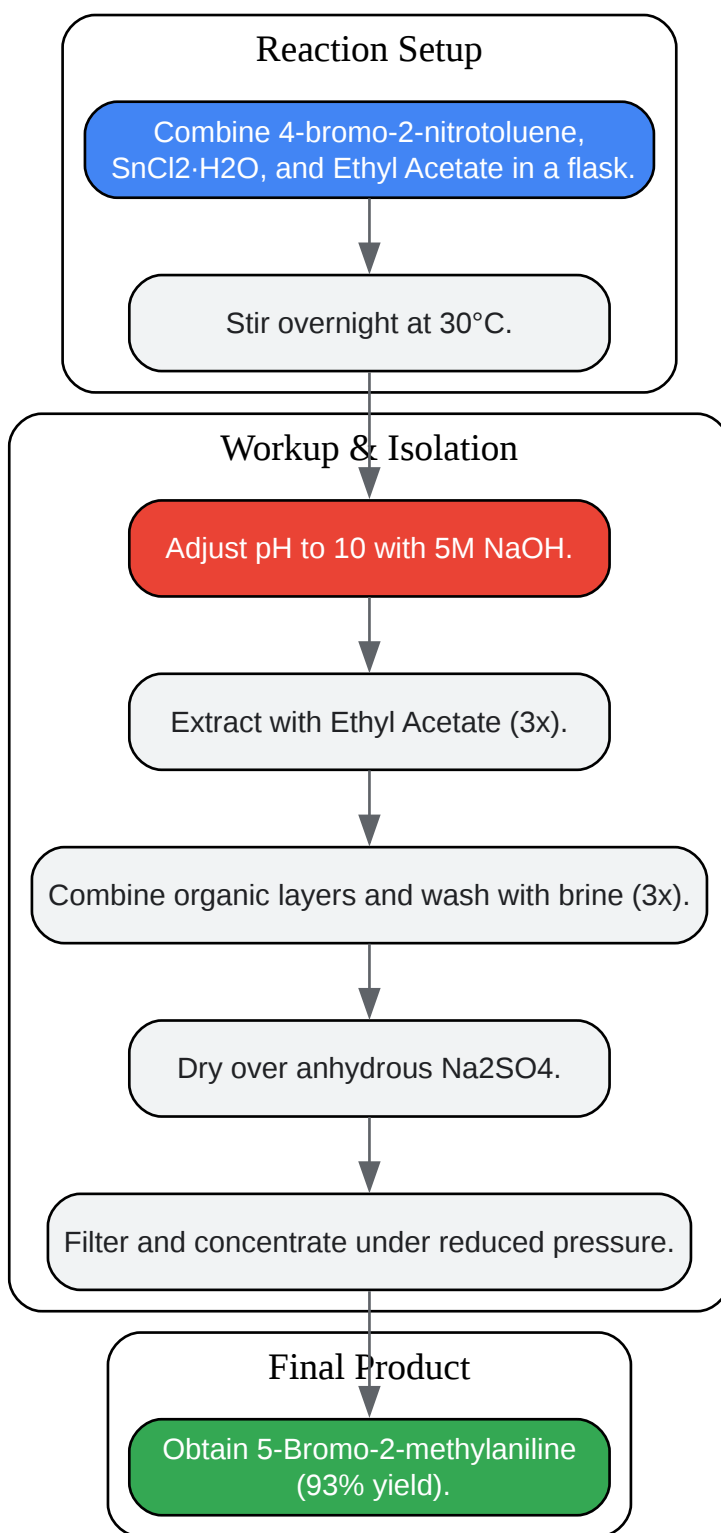 Reaction Setup
Combine 4-bromo-2-nitrotoluene,
SnCl2·H2O, and Ethyl Acetate in a flask.
Stir overnight at 30°C.
Workup & Isolation
Adjust pH to 10 with 5M NaOH.
Extract with Ethyl Acetate (3x).
Combine organic layers and wash with brine (3x).
Dry over anhydrous Na2SO4.
Filter and concentrate under reduced pressure.
Final Product
Obtain 5-Bromo-2-methylaniline
(93% yield).